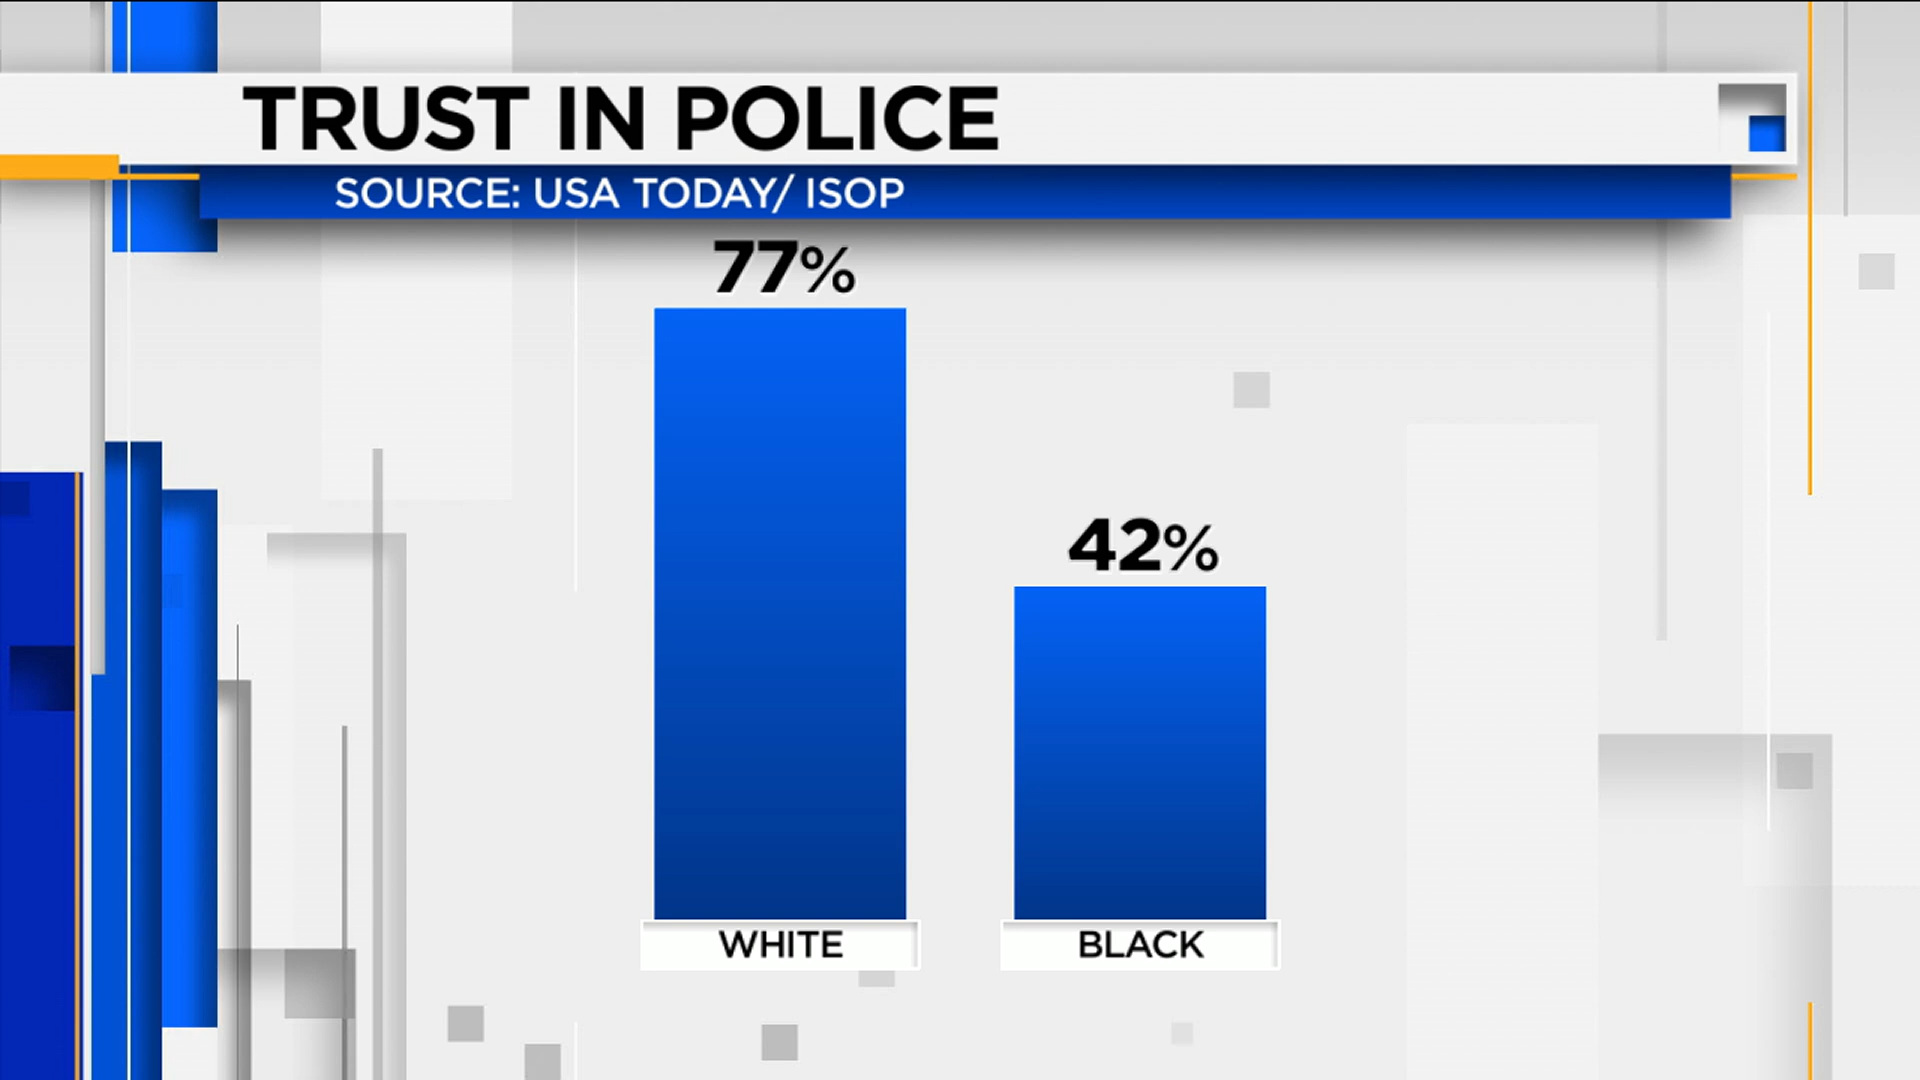 TRUST IN POLICE
SOURCE: USA TODAY/ ISOP
77%
42%
WHITE
BLACK